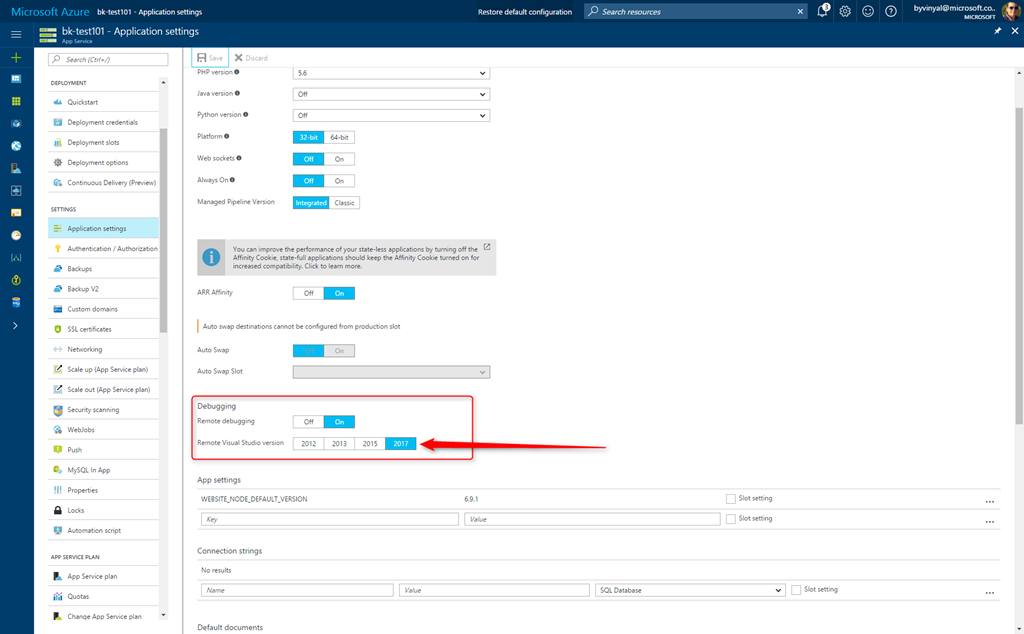 Microsoft Azure bk-test101 - Application settings
Restore default configuration
Search resources
3
byvinyal@microsoft.co...
MICROSOFT
bk-test101 - Application settings
App Service
Search (Ctrl+/)
DEPLOYMENT
Quickstart
Deployment credentials
Deployment slots
Deployment options
Continuous Delivery (Preview)
SETTINGS
Application settings
Authentication / Authorization
Backups
Backup V2
Custom domains
SSL certificates
Networking
Scale up (App Service plan)
Scale out (App Service plan)
Security scanning
WebJobs
Push
MySQL In App
Properties
Locks
Automation script
APP SERVICE PLAN
App Service plan
Quotas
Change App Service plan
Save Discard
PHP version 5.6
Java version Off
Python version Off
Platform 32-bit 64-bit
Web sockets Off On
Always On Off On
Managed Pipeline Version Integrated Classic
You can improve the performance of your state-less applications by turning off the
Affinity Cookie, state-full applications should keep the Affinity Cookie turned on for
increased compatibility. Click to learn more.
ARR Affinity Off On
Auto swap destinations cannot be configured from production slot
Auto Swap Off On
Auto Swap Slot
Debugging
Remote debugging Off On
Remote Visual Studio version 2012 2013 2015 2017
App settings
WEBSITE_NODE_DEFAULT_VERSION 6.9.1 Slot setting ...
Key Value Slot setting ...
Connection strings
No results
Name Value SQL Database Slot setting ...
Default documents